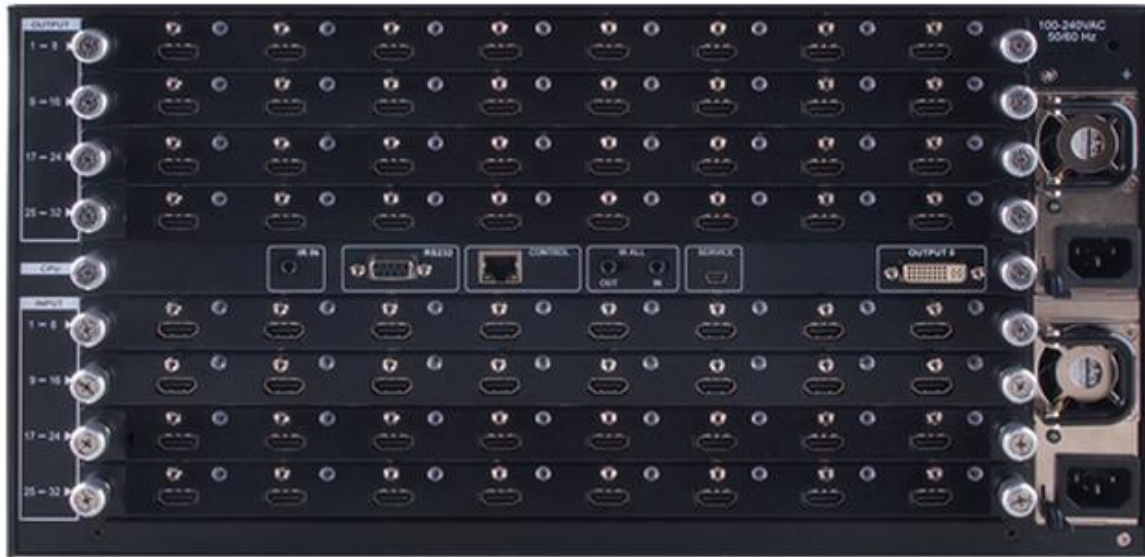 OUTPUT
1 – 8
9 – 16
17 – 24
25 – 32
CPU
INPUT
1 – 8
9 – 16
17 – 24
25 – 32
IR IN
RS232
CONTROL
IR ALL
OUT
IN
SERVICE
OUTPUT
100-240VAC
50/60 Hz